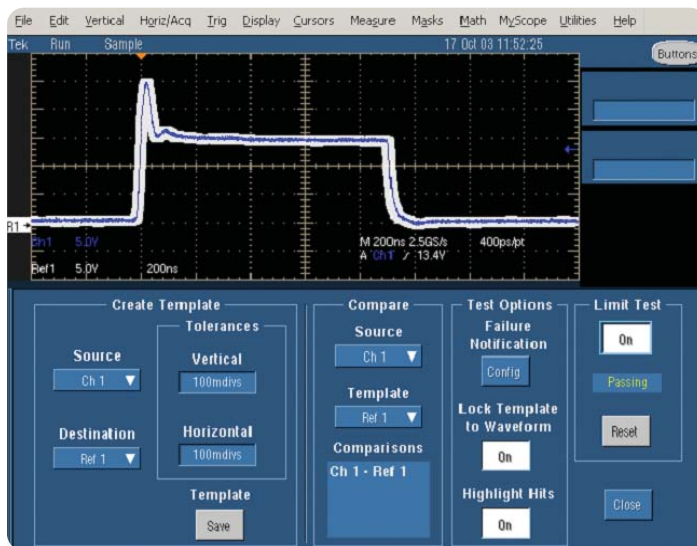 File Edit Vertical Horiz/Acq Trig Display Cursors Measure Masks Math MyScope Utilities Help
Tek Run Sample 17 Oct 03 11:52:25
Buttons
R1
Ch1 5.0V M 200ns 2.5GS/s 400ps/pt
A Ch1 / 13.4V
Ref1 5.0V 200ns
Create Template Compare Test Options Limit Test
Tolerances Source Failure Notification On
Source Vertical Ch 1 Config
Ch 1 100mdivs Passing
Template Lock Template to Waveform
Destination Horizontal Ref 1 On Reset
Ref 1 100mdivs Comparisons
Ch 1 - Ref 1
Template Highlight Hits Close
Save On